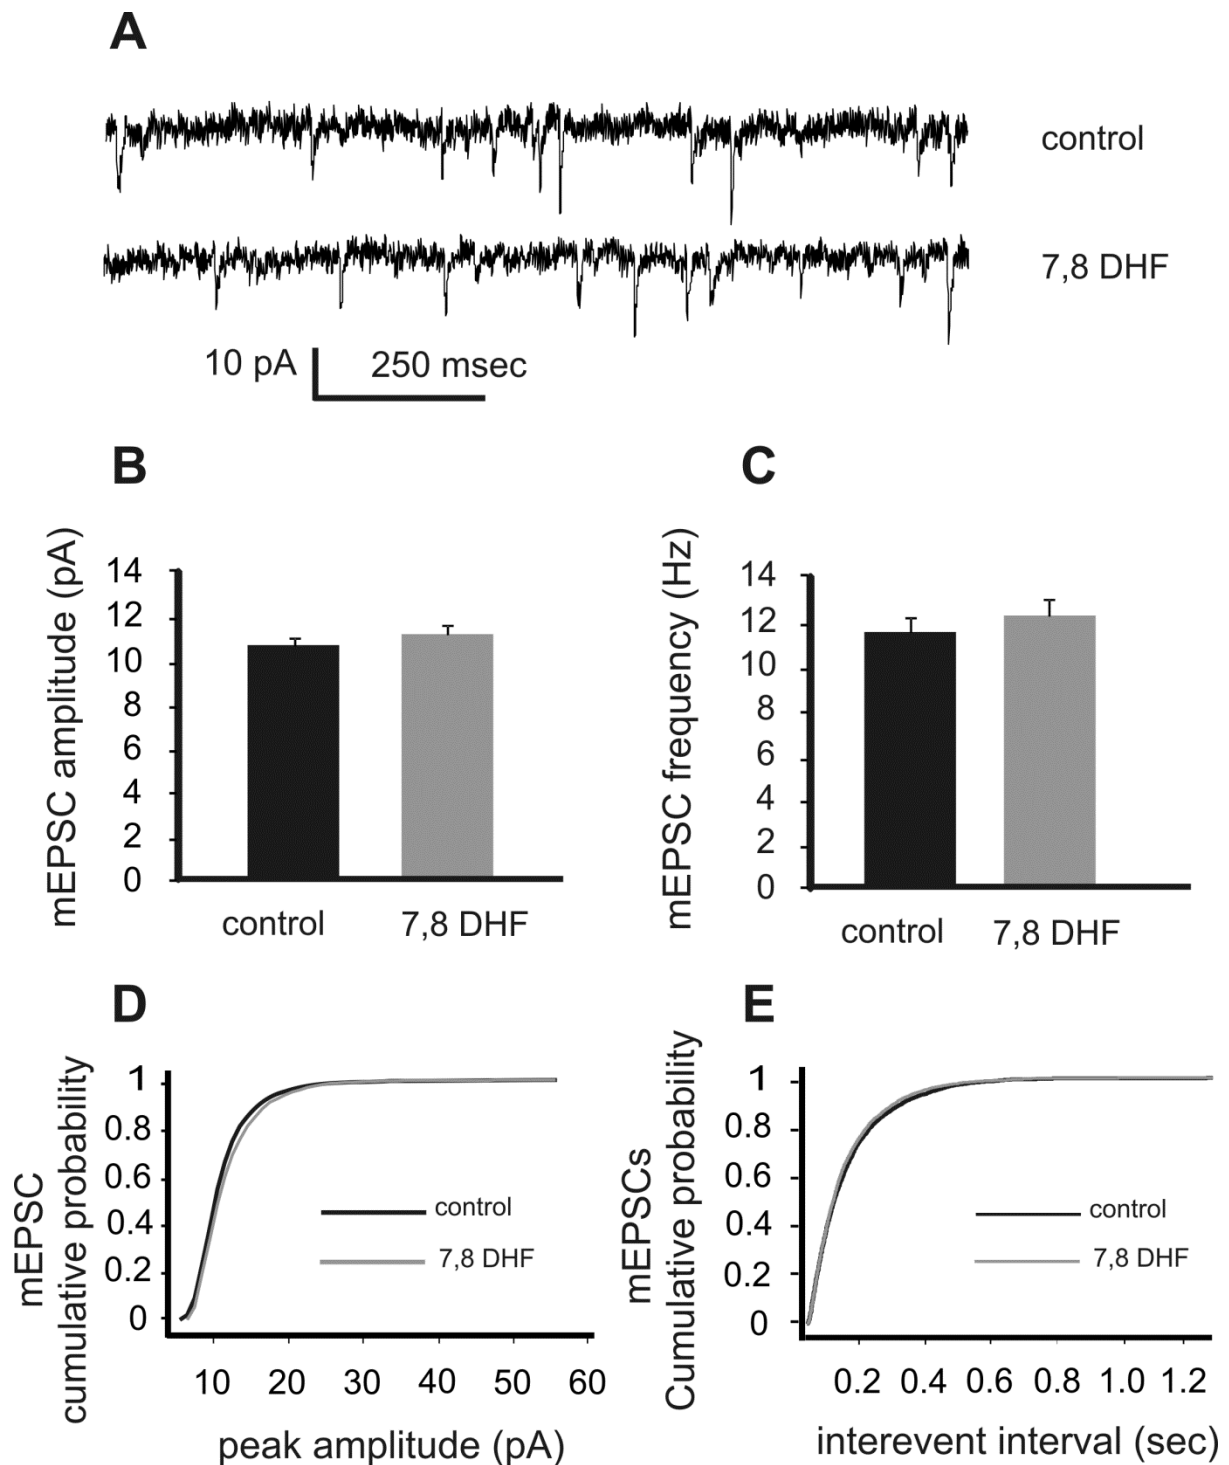 A
control
7,8 DHF
10 pA
250 msec
B
mEPSC amplitude (pA)
14
12
10
8
6
4
2
0
control
7,8 DHF
C
mEPSC frequency (Hz)
14
12
10
8
6
4
2
0
control
7,8 DHF
D
mEPSC
cumulative probability
1
0.8
0.6
0.4
0.2
0
control
7,8 DHF
10 20 30 40 50 60
peak amplitude (pA)
E
mEPSCs
Cumulative probability
1
0.8
0.6
0.4
0.2
0
control
7,8 DHF
0.2 0.4 0.6 0.8 1.0 1.2
interevent interval (sec)